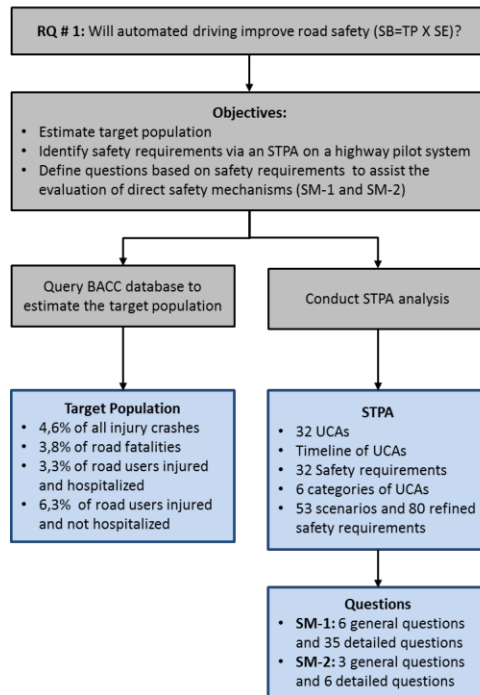 RQ # 1: Will automated driving improve road safety (SB=TP X SE)?
Objectives:
• Estimate target population
• Identify safety requirements via an STPA on a highway pilot system
• Define questions based on safety requirements to assist the
evaluation of direct safety mechanisms (SM-1 and SM-2)
Query BACC database to
estimate the target population
Conduct STPA analysis
Target Population
• 4,6% of all injury crashes
• 3,8% of road fatalities
• 3,3% of road users injured
and hospitalized
• 6,3% of road users injured
and not hospitalized
STPA
• 32 UCAs
• Timeline of UCAs
• 32 Safety requirements
• 6 categories of UCAs
• 53 scenarios and 80 refined
safety requirements
Questions
• SM-1: 6 general questions
and 35 detailed questions
• SM-2: 3 general questions
and 6 detailed questions